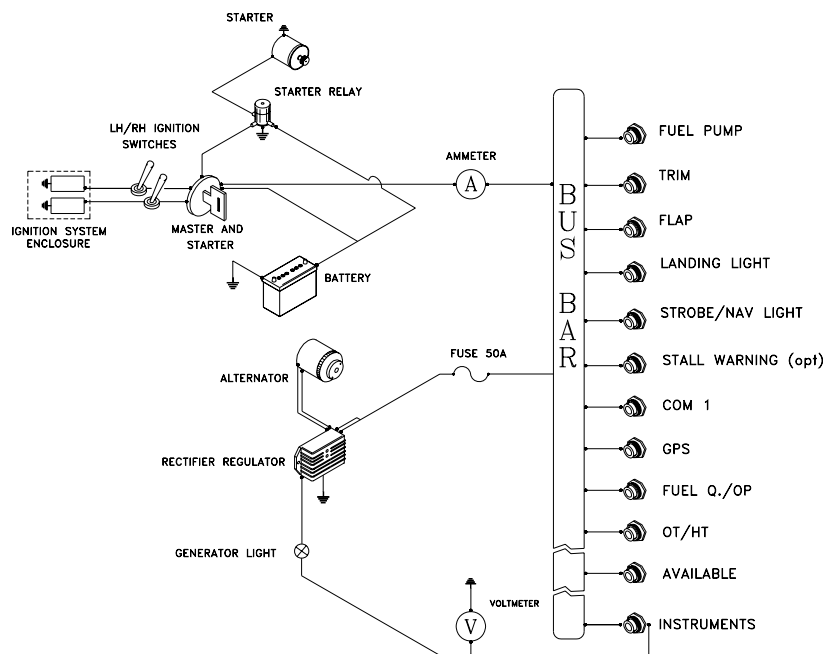 STARTER
STARTER RELAY
LH/RH IGNITION
SWITCHES
AMMETER
A
IGNITION SYSTEM
ENCLOSURE
MASTER AND
STARTER
BATTERY
ALTERNATOR
FUSE 50A
RECTIFIER REGULATOR
GENERATOR LIGHT
VOLTMETER
V
BUS BAR
FUEL PUMP
TRIM
FLAP
LANDING LIGHT
STROBE/NAV LIGHT
STALL WARNING (opt)
COM 1
GPS
FUEL Q./OP
OT/HT
AVAILABLE
INSTRUMENTS